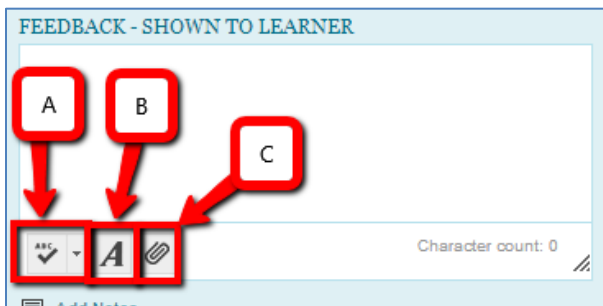 FEEDBACK - SHOWN TO LEARNER
A
B
C
ABC
A
Character count: 0
Add Notes